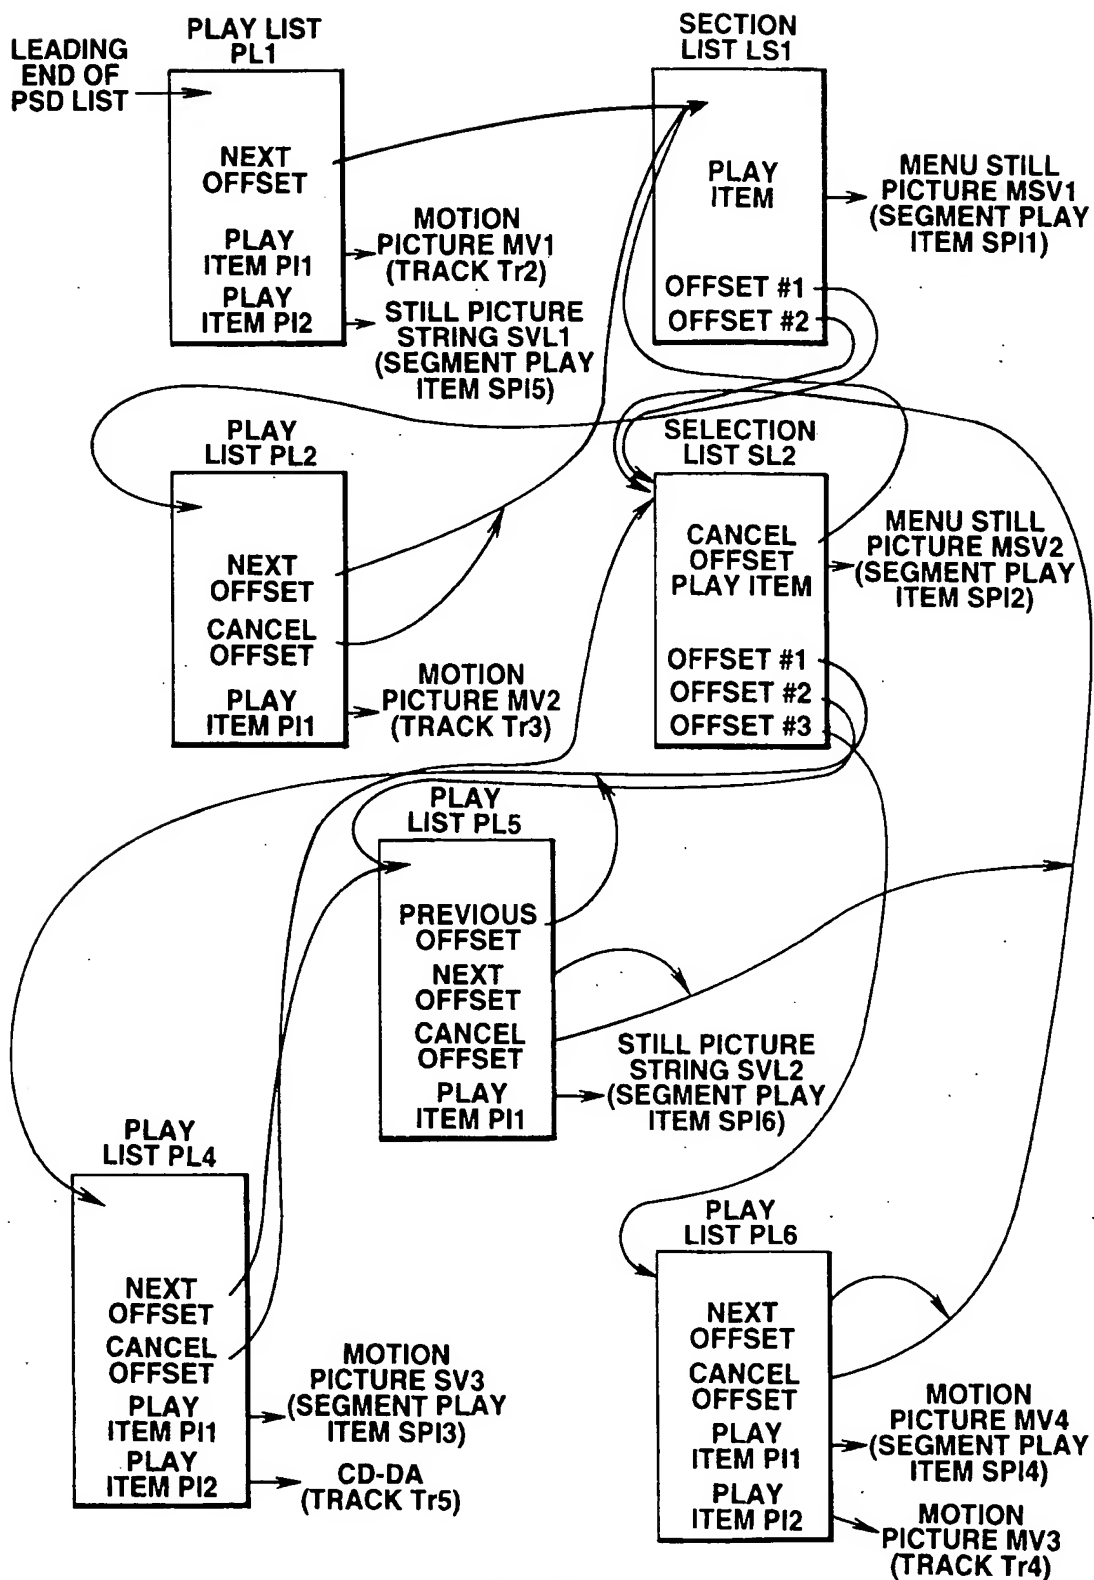 PLAY LIST
PL1
LEADING
END OF
PSD LIST
NEXT
OFFSET
PLAY
ITEM PI1
PLAY
ITEM PI2
MOTION
PICTURE MV1
(TRACK Tr2)
STILL PICTURE
STRING SVL1
(SEGMENT PLAY
ITEM SPI5)
SECTION
LIST LS1
PLAY
ITEM
OFFSET #1
OFFSET #2
MENU STILL
PICTURE MSV1
(SEGMENT PLAY
ITEM SPI1)
PLAY
LIST PL2
NEXT
OFFSET
CANCEL
OFFSET
PLAY
ITEM PI1
MOTION
PICTURE MV2
(TRACK Tr3)
SELECTION
LIST SL2
CANCEL
OFFSET
PLAY ITEM
OFFSET #1
OFFSET #2
OFFSET #3
MENU STILL
PICTURE MSV2
(SEGMENT PLAY
ITEM SPI2)
PLAY
LIST PL5
PREVIOUS
OFFSET
NEXT
OFFSET
CANCEL
OFFSET
PLAY
ITEM PI1
STILL PICTURE
STRING SVL2
(SEGMENT PLAY
ITEM SPI6)
PLAY
LIST PL4
NEXT
OFFSET
CANCEL
OFFSET
PLAY
ITEM PI1
PLAY
ITEM PI2
MOTION
PICTURE SV3
(SEGMENT PLAY
ITEM SPI3)
CD-DA
(TRACK Tr5)
PLAY
LIST PL6
NEXT
OFFSET
CANCEL
OFFSET
PLAY
ITEM PI1
PLAY
ITEM PI2
MOTION
PICTURE MV4
(SEGMENT PLAY
ITEM SPI4)
MOTION
PICTURE MV3
(TRACK Tr4)